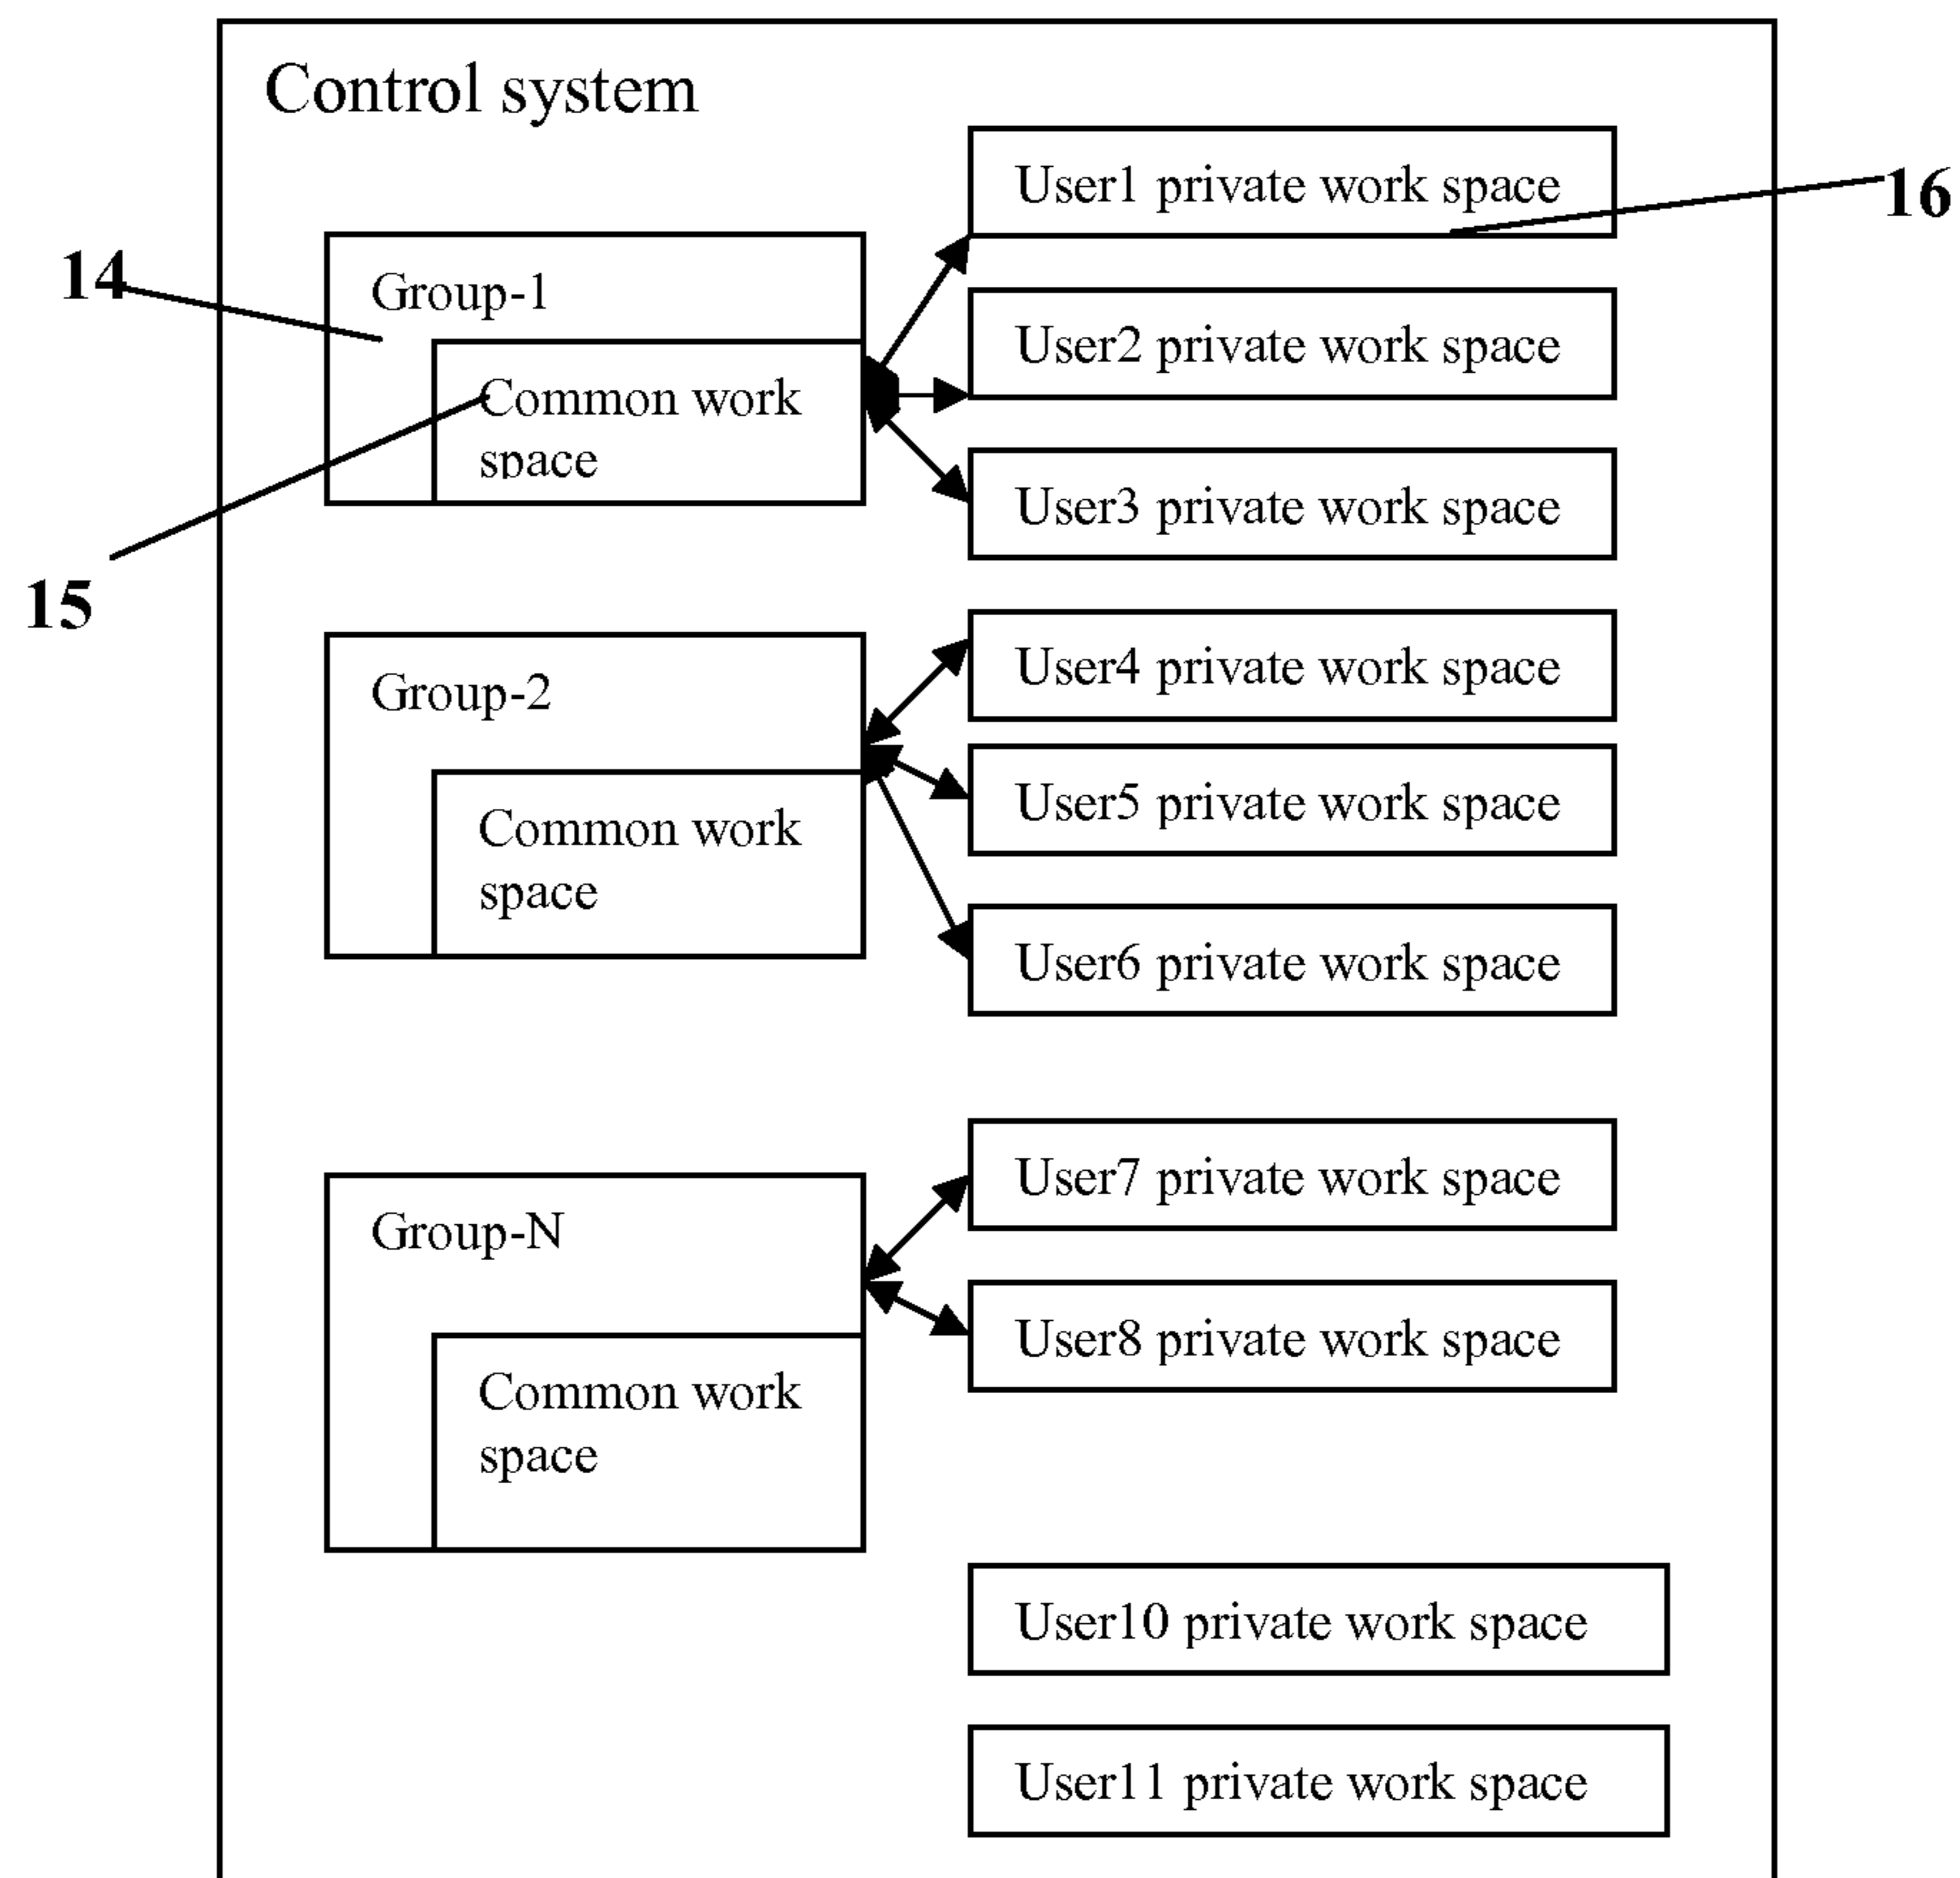 Control system
User1 private work space
16
14
Group-1
User2 private work space
Common work
space
User3 private work space
15
Group-2
User4 private work space
Common work
space
User5 private work space
User6 private work space
Group-N
User7 private work space
User8 private work space
Common work
space
User10 private work space
User11 private work space